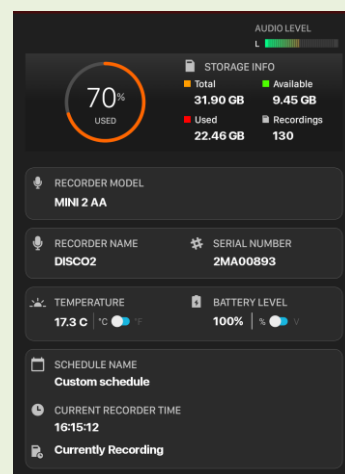 AUDIO LEVEL
L
70%
USED
STORAGE INFO
Total
31.90 GB
Available
9.45 GB
Used
22.46 GB
Recordings
130
RECORDER MODEL
MINI 2 AA
RECORDER NAME
DISCO2
SERIAL NUMBER
2MA00893
TEMPERATURE
17.3 C °C °F
BATTERY LEVEL
100% % V
SCHEDULE NAME
Custom schedule
CURRENT RECORDER TIME
16:15:12
Currently Recording